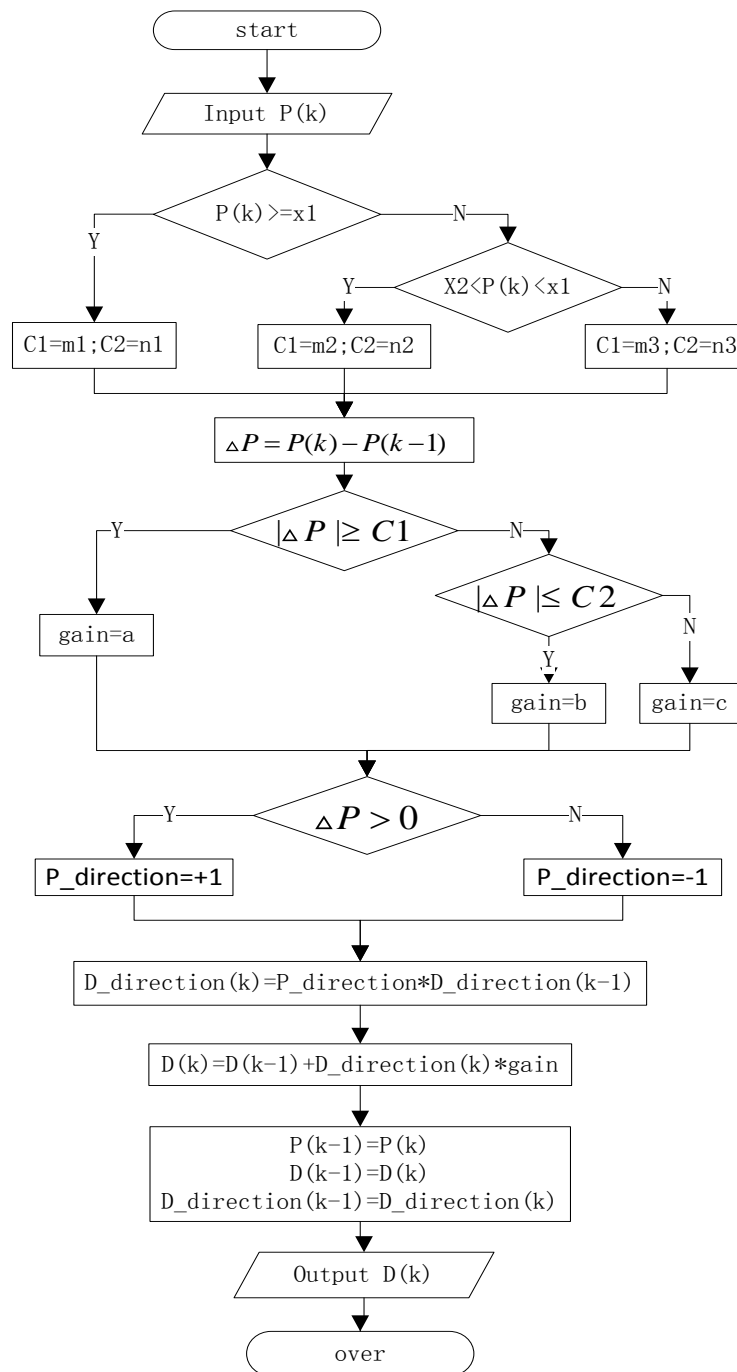 start
Input P(k)
P(k)>=x1
Y
N
X2<P(k)<x1
Y
N
C1=m1;C2=n1
C1=m2;C2=n2
C1=m3;C2=n3
△P=P(k)−P(k−1)
|△P|≥C1
Y
N
|△P|≤C2
Y
N
gain=a
gain=b
gain=c
△P>0
Y
N
P_direction=+1
P_direction=-1
D_direction(k)=P_direction*D_direction(k-1)
D(k)=D(k-1)+D_direction(k)*gain
P(k-1)=P(k)
D(k-1)=D(k)
D_direction(k-1)=D_direction(k)
Output D(k)
over